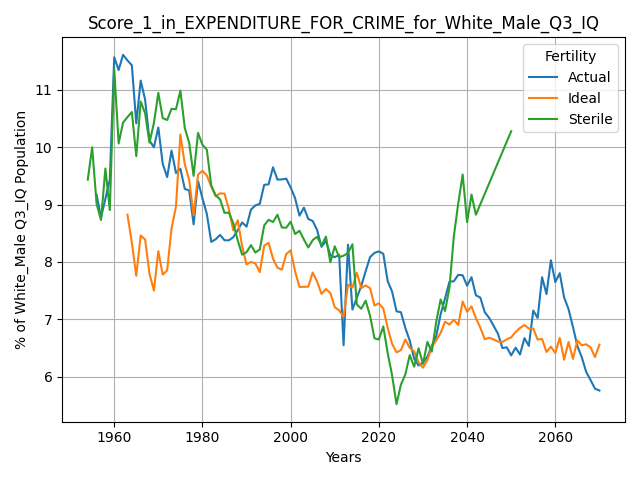 Score_1_in_EXPENDITURE_FOR_CRIME_for_White_Male_Q3_IQ
Fertility
Actual
Ideal
Sterile
% of White_Male Q3_IQ Population
11
10
9
8
7
6
1960 1980 2000 2020 2040 2060
Years